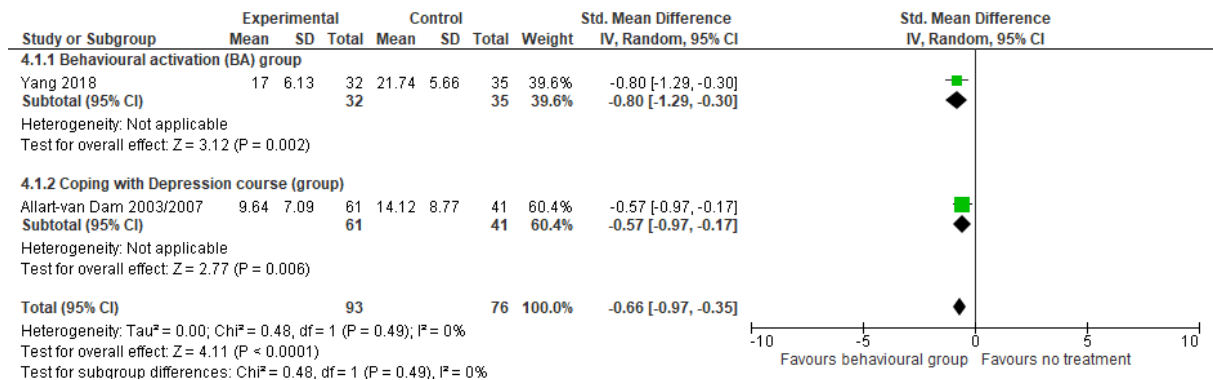 Experimental Control Std. Mean Difference Std. Mean Difference
Study or Subgroup Mean SD Total Mean SD Total Weight IV, Random, 95% CI IV, Random, 95% CI
4.1.1 Behavioural activation (BA) group
Yang 2018 17 6.13 32 21.74 5.66 35 39.6% -0.80 [-1.29, -0.30]
Subtotal (95% CI) 32 35 39.6% -0.80 [-1.29, -0.30]
Heterogeneity: Not applicable
Test for overall effect: Z = 3.12 (P = 0.002)
4.1.2 Coping with Depression course (group)
Allart-van Dam 2003/2007 9.64 7.09 61 14.12 8.77 41 60.4% -0.57 [-0.97, -0.17]
Subtotal (95% CI) 61 41 60.4% -0.57 [-0.97, -0.17]
Heterogeneity: Not applicable
Test for overall effect: Z = 2.77 (P = 0.006)
Total (95% CI) 93 76 100.0% -0.66 [-0.97, -0.35]
Heterogeneity: Tau² = 0.00; Chi² = 0.48, df = 1 (P = 0.49); I² = 0%
Test for overall effect: Z = 4.11 (P < 0.0001)
Test for subgroup differences: Chi² = 0.48, df = 1 (P = 0.49), I² = 0%
-10 -5 0 5 10
Favours behavioural group Favours no treatment